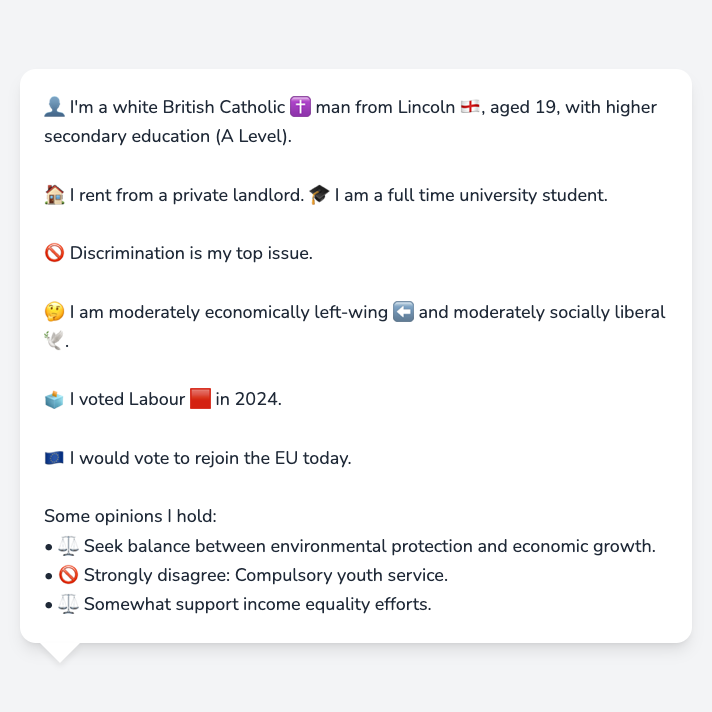 👤 I'm a white British Catholic ✝️ man from Lincoln 🏴󠁧󠁢󠁥󠁮󠁧󠁿, aged 19, with higher
secondary education (A Level).
🏠 I rent from a private landlord. 🎓 I am a full time university student.
🚫 Discrimination is my top issue.
🤔 I am moderately economically left-wing ⬅️ and moderately socially liberal
🕊️.
🗳️ I voted Labour 🟥 in 2024.
🇪🇺 I would vote to rejoin the EU today.
Some opinions I hold:
• ⚖️ Seek balance between environmental protection and economic growth.
• 🚫 Strongly disagree: Compulsory youth service.
• ⚖️ Somewhat support income equality efforts.